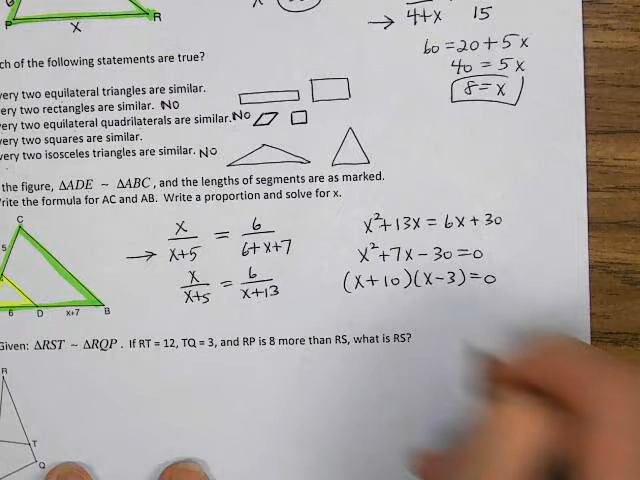 P
X
R
4+x 15
60 = 20 + 5x
40 = 5x
8 = x
ch of the following statements are true?
very two equilateral triangles are similar.
ery two rectangles are similar. NO
very two equilateral quadrilaterals are similar. NO
very two squares are similar.
very two isosceles triangles are similar. NO
the figure, ΔADE ~ ΔABC, and the lengths of segments are as marked.
rite the formula for AC and AB. Write a proportion and solve for x.
C
5
6 D x+7 B
x/x+5 = 6/6+x+7
x/x+5 = 6/x+13
x²+13x = 6x+30
x²+7x-30=0
(x+10)(x-3)=0
Given: ΔRST ~ ΔRQP. If RT = 12, TQ = 3, and RP is 8 more than RS, what is RS?
R
T
Q